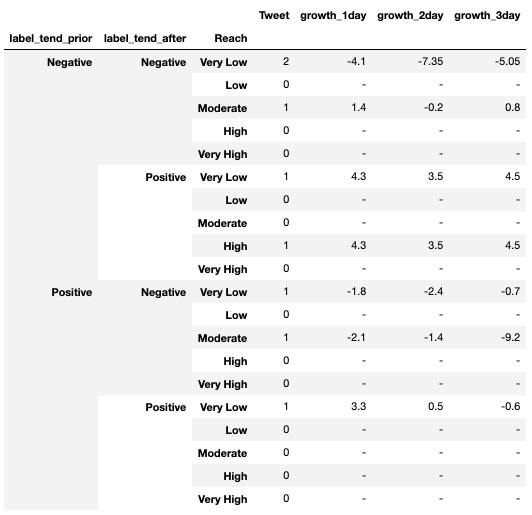 Tweet growth_1day growth_2day growth_3day
label_tend_prior label_tend_after Reach
Negative Negative Very Low 2 -4.1 -7.35 -5.05
Low 0 - - -
Moderate 1 1.4 -0.2 0.8
High 0 - - -
Very High 0 - - -
Positive Very Low 1 4.3 3.5 4.5
Low 0 - - -
Moderate 0 - - -
High 1 4.3 3.5 4.5
Very High 0 - - -
Positive Negative Very Low 1 -1.8 -2.4 -0.7
Low 0 - - -
Moderate 1 -2.1 -1.4 -9.2
High 0 - - -
Very High 0 - - -
Positive Very Low 1 3.3 0.5 -0.6
Low 0 - - -
Moderate 0 - - -
High 0 - - -
Very High 0 - - -